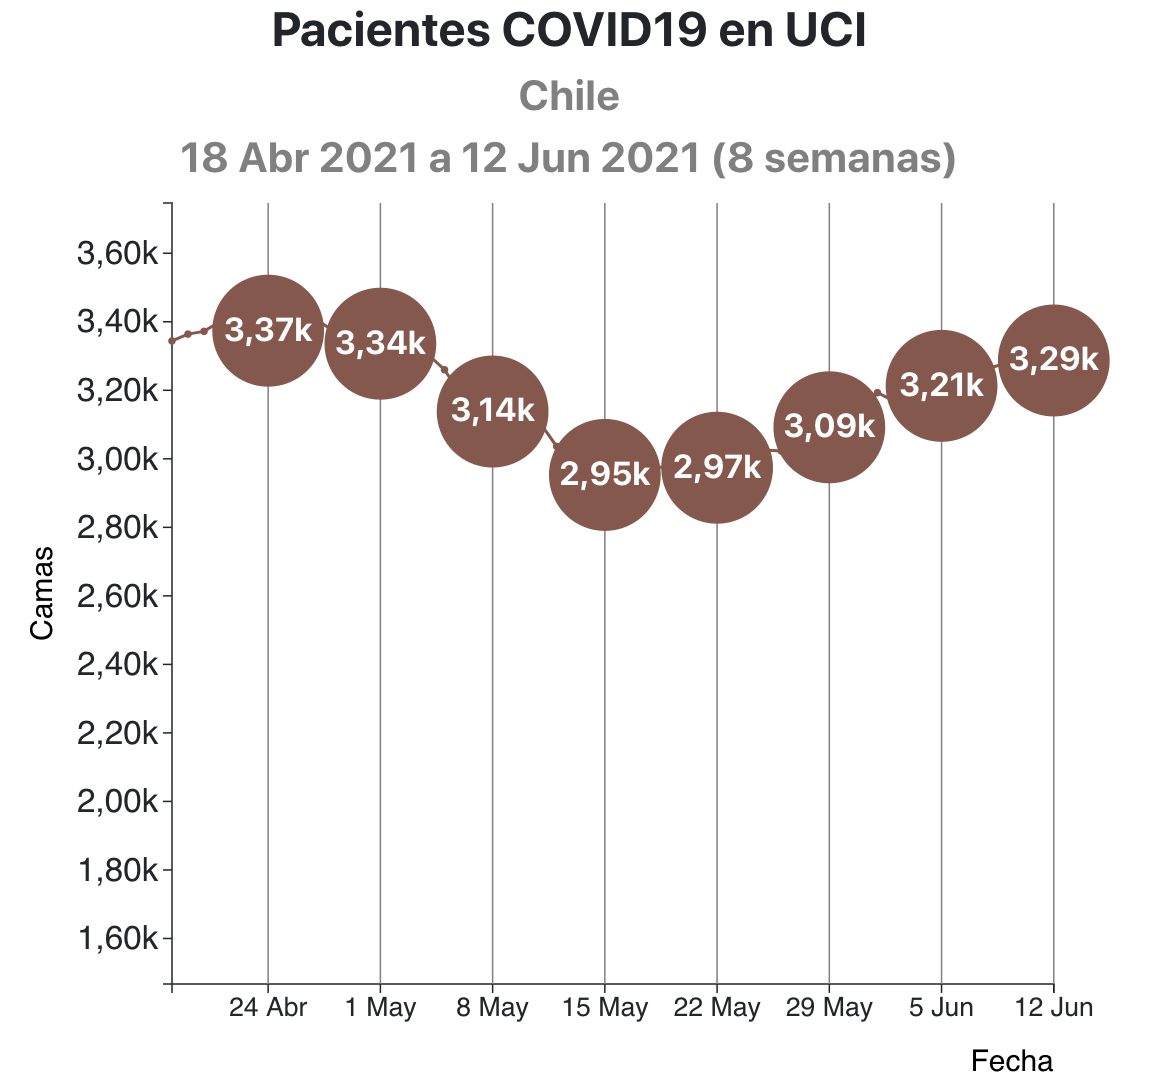 Pacientes COVID19 en UCI
Chile
18 Abr 2021 a 12 Jun 2021 (8 semanas)
3,60k
3,40k
3,20k
3,00k
2,80k
2,60k
2,40k
2,20k
2,00k
1,80k
1,60k
Camas
3,37k
3,34k
3,14k
2,95k
2,97k
3,09k
3,21k
3,29k
24 Abr
1 May
8 May
15 May
22 May
29 May
5 Jun
12 Jun
Fecha